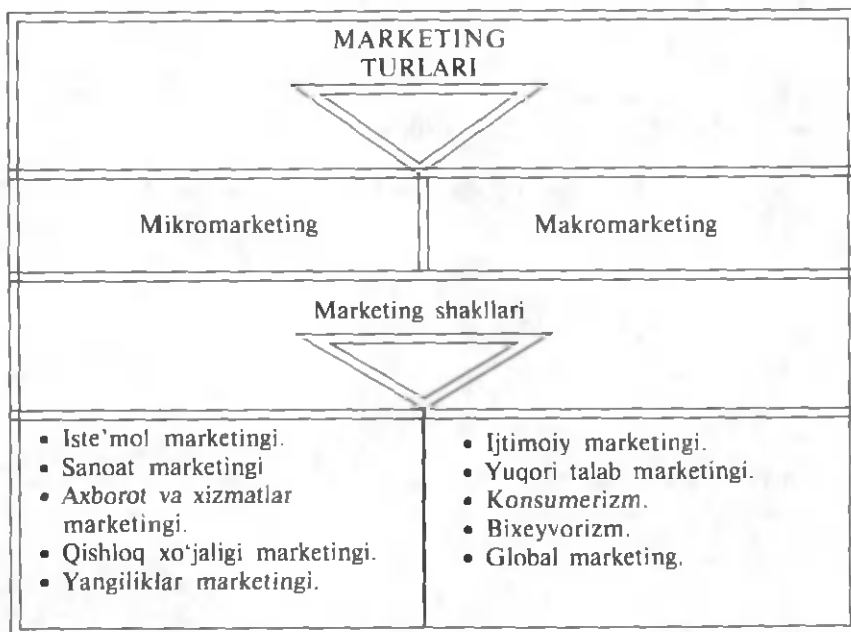 MARKETING
TURLARI
Mikromarketing
Makromarketing
Marketing shakllari
• Iste’mol marketingi.
• Sanoat marketingi
• Axborot va xizmatlar
marketingi.
• Qishloq xo‘jaligi marketingi.
• Yangiliklar marketingi.
• Ijtimoiy marketingi.
• Yuqori talab marketingi.
• Konsumerizm.
• Bixeyvorizm.
• Global marketing.